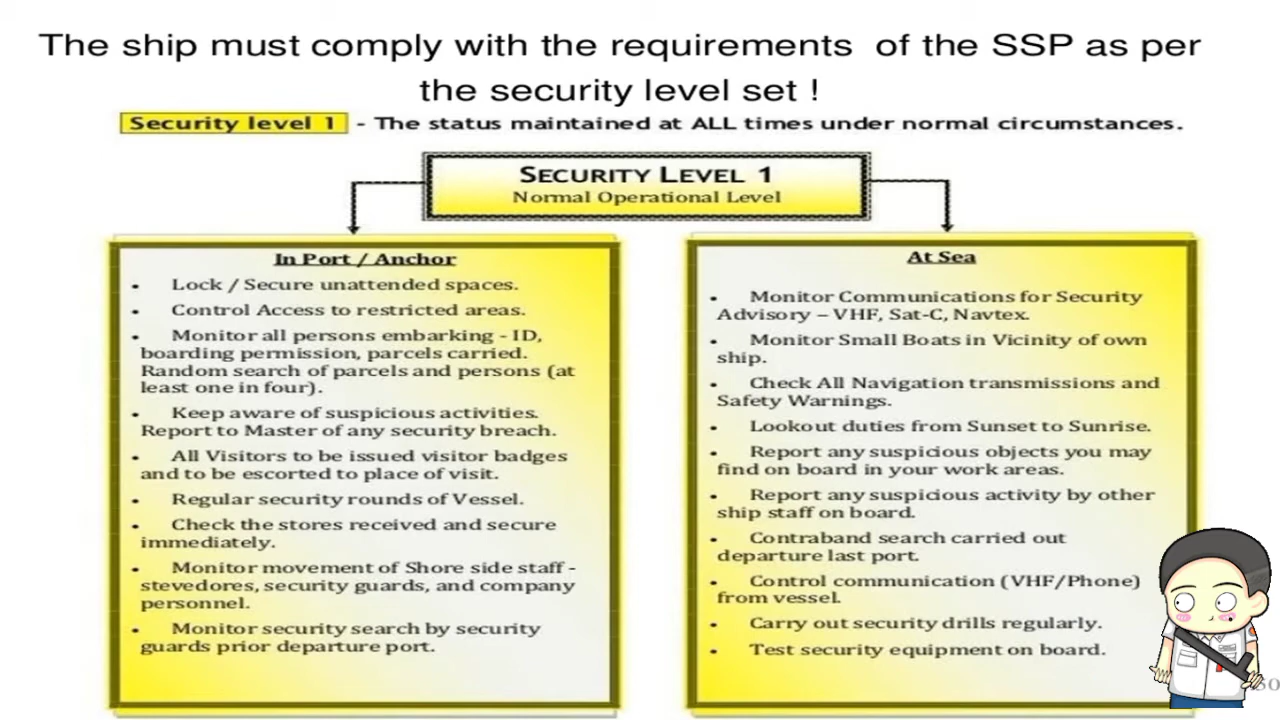 The ship must comply with the requirements of the SSP as per
the security level set !
Security level 1 - The status maintained at ALL times under normal circumstances.
SECURITY LEVEL 1
Normal Operational Level
In Port / Anchor
• Lock / Secure unattended spaces.
• Control Access to restricted areas.
• Monitor all persons embarking - ID,
boarding permission, parcels carried.
Random search of parcels and persons (at
least one in four).
• Keep aware of suspicious activities.
Report to Master of any security breach.
• All Visitors to be issued visitor badges
and to be escorted to place of visit.
• Regular security rounds of Vessel.
• Check the stores received and secure
immediately.
• Monitor movement of Shore side staff -
stevedores, security guards, and company
personnel.
• Monitor security search by security
guards prior departure port.
At Sea
• Monitor Communications for Security
Advisory – VHF, Sat-C, Navtex.
• Monitor Small Boats in Vicinity of own
ship.
• Check All Navigation transmissions and
Safety Warnings.
• Lookout duties from Sunset to Sunrise.
• Report any suspicious objects you may
find on board in your work areas.
• Report any suspicious activity by other
ship staff on board.
• Contraband search carried out
departure last port.
• Control communication (VHF/Phone)
from vessel.
• Carry out security drills regularly.
• Test security equipment on board.